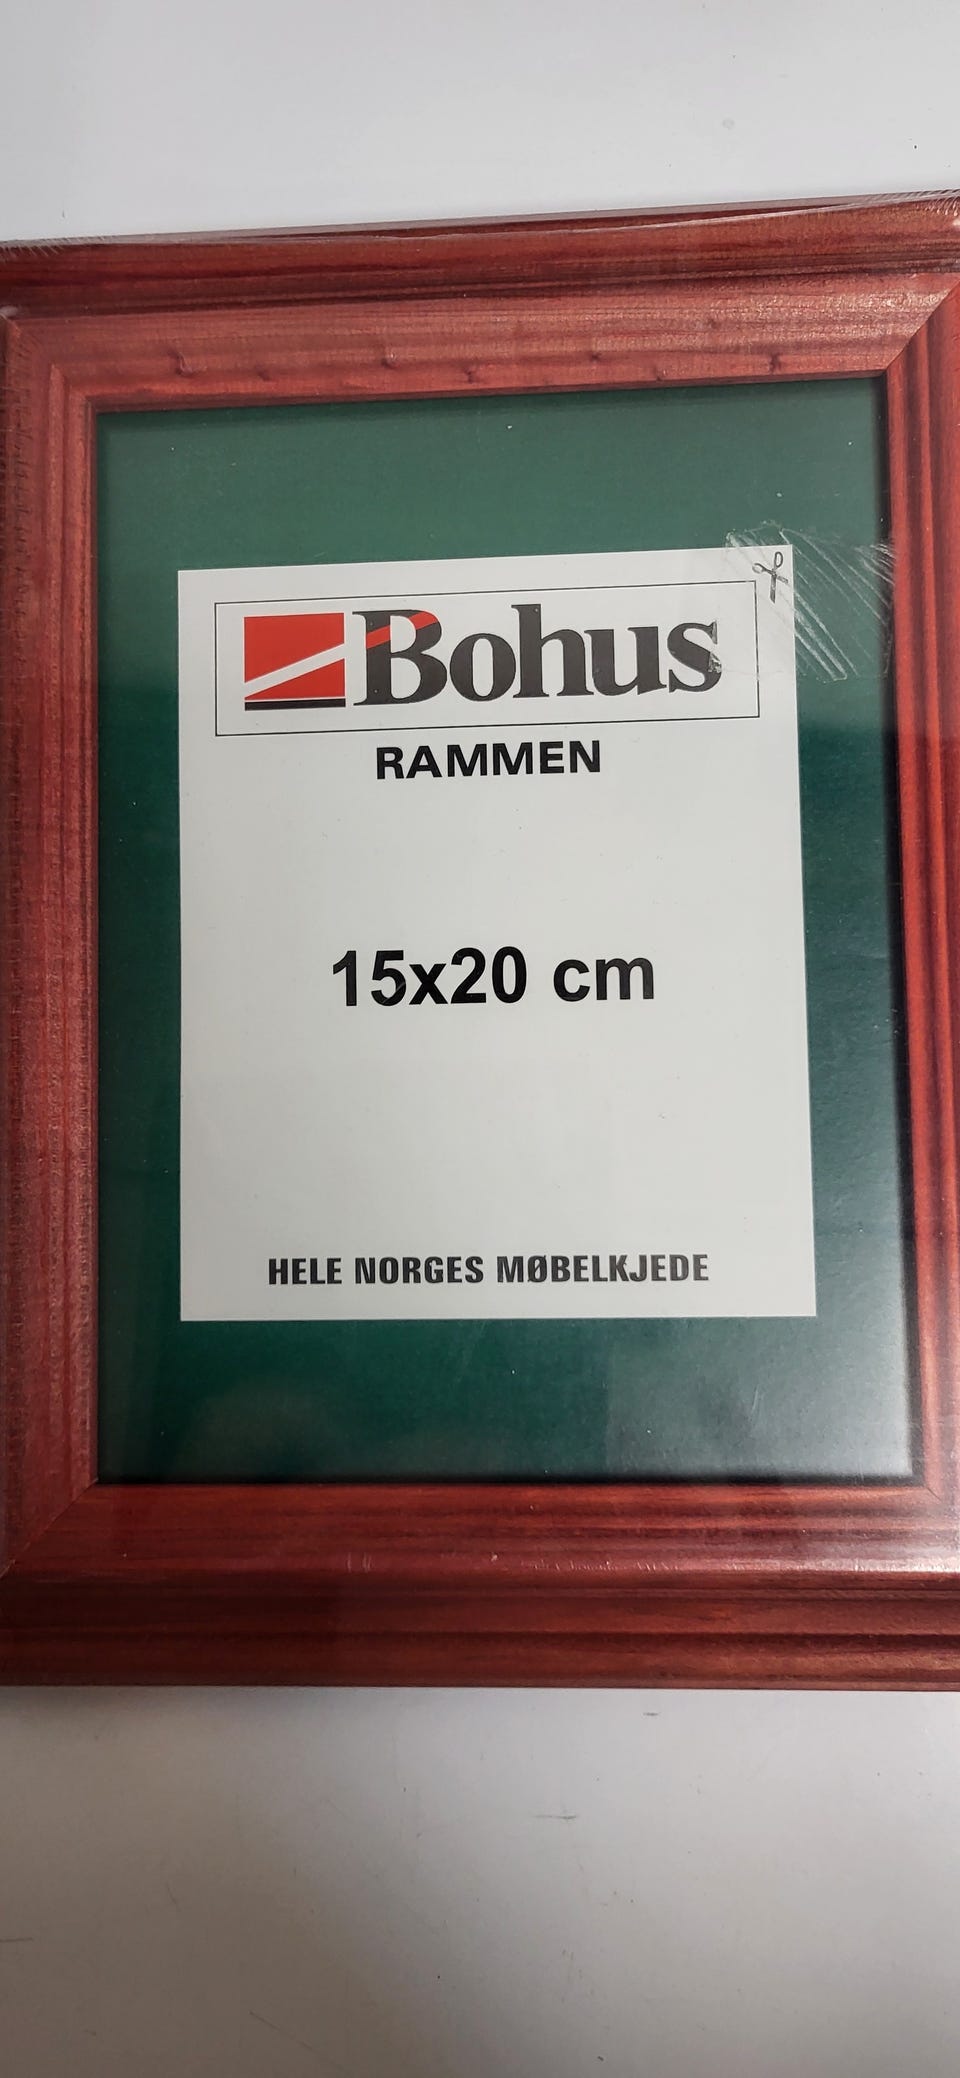 Bohus
RAMMEN
15x20 cm
HELE NORGES MØBELKJEDE